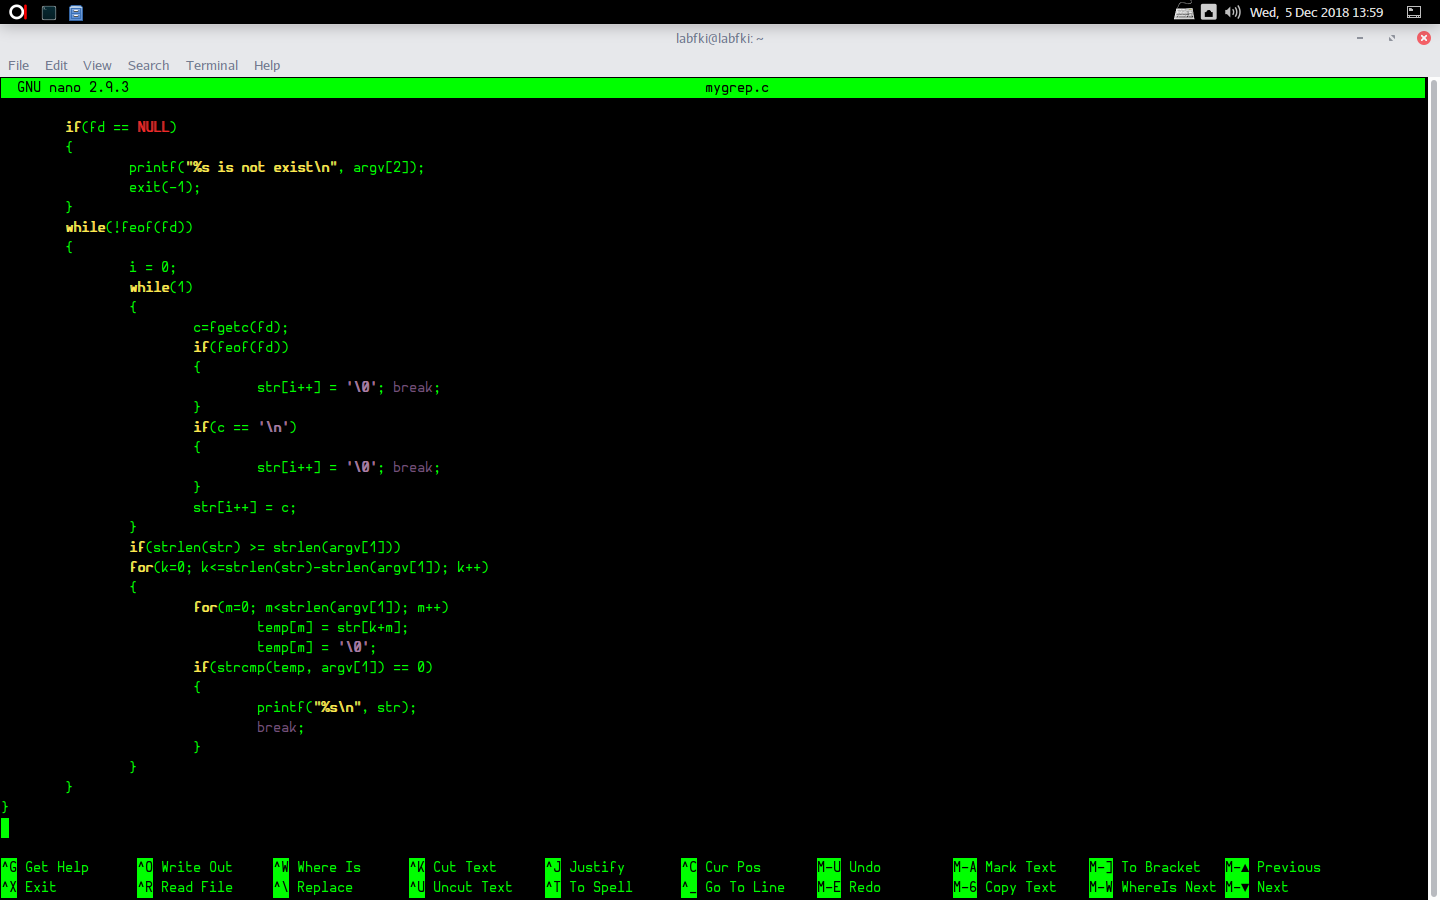 Wed, 5 Dec 2018 13:59
labfki@labfki: ~
File Edit View Search Terminal Help
GNU nano 2.9.3 mygrep.c
if(fd == NULL)
{
printf("%s is not exist\n", argv[2]);
exit(-1);
}
while(!feof(fd))
{
i = 0;
while(1)
{
c=fgetc(fd);
if(feof(fd))
{
str[i++] = '\0'; break;
}
if(c == '\n')
{
str[i++] = '\0'; break;
}
str[i++] = c;
}
if(strlen(str) >= strlen(argv[1]))
for(k=0; k<=strlen(str)-strlen(argv[1]); k++)
{
for(m=0; m<strlen(argv[1]); m++)
temp[m] = str[k+m];
temp[m] = '\0';
if(strcmp(temp, argv[1]) == 0)
{
printf("%s\n", str);
break;
}
}
}
}
^G Get Help ^O Write Out ^W Where Is ^K Cut Text ^J Justify ^C Cur Pos M-U Undo M-A Mark Text M-] To Bracket M-▲ Previous
^X Exit ^R Read File ^\ Replace ^U Uncut Text ^T To Spell ^_ Go To Line M-E Redo M-6 Copy Text M-W WhereIs Next M-▼ Next